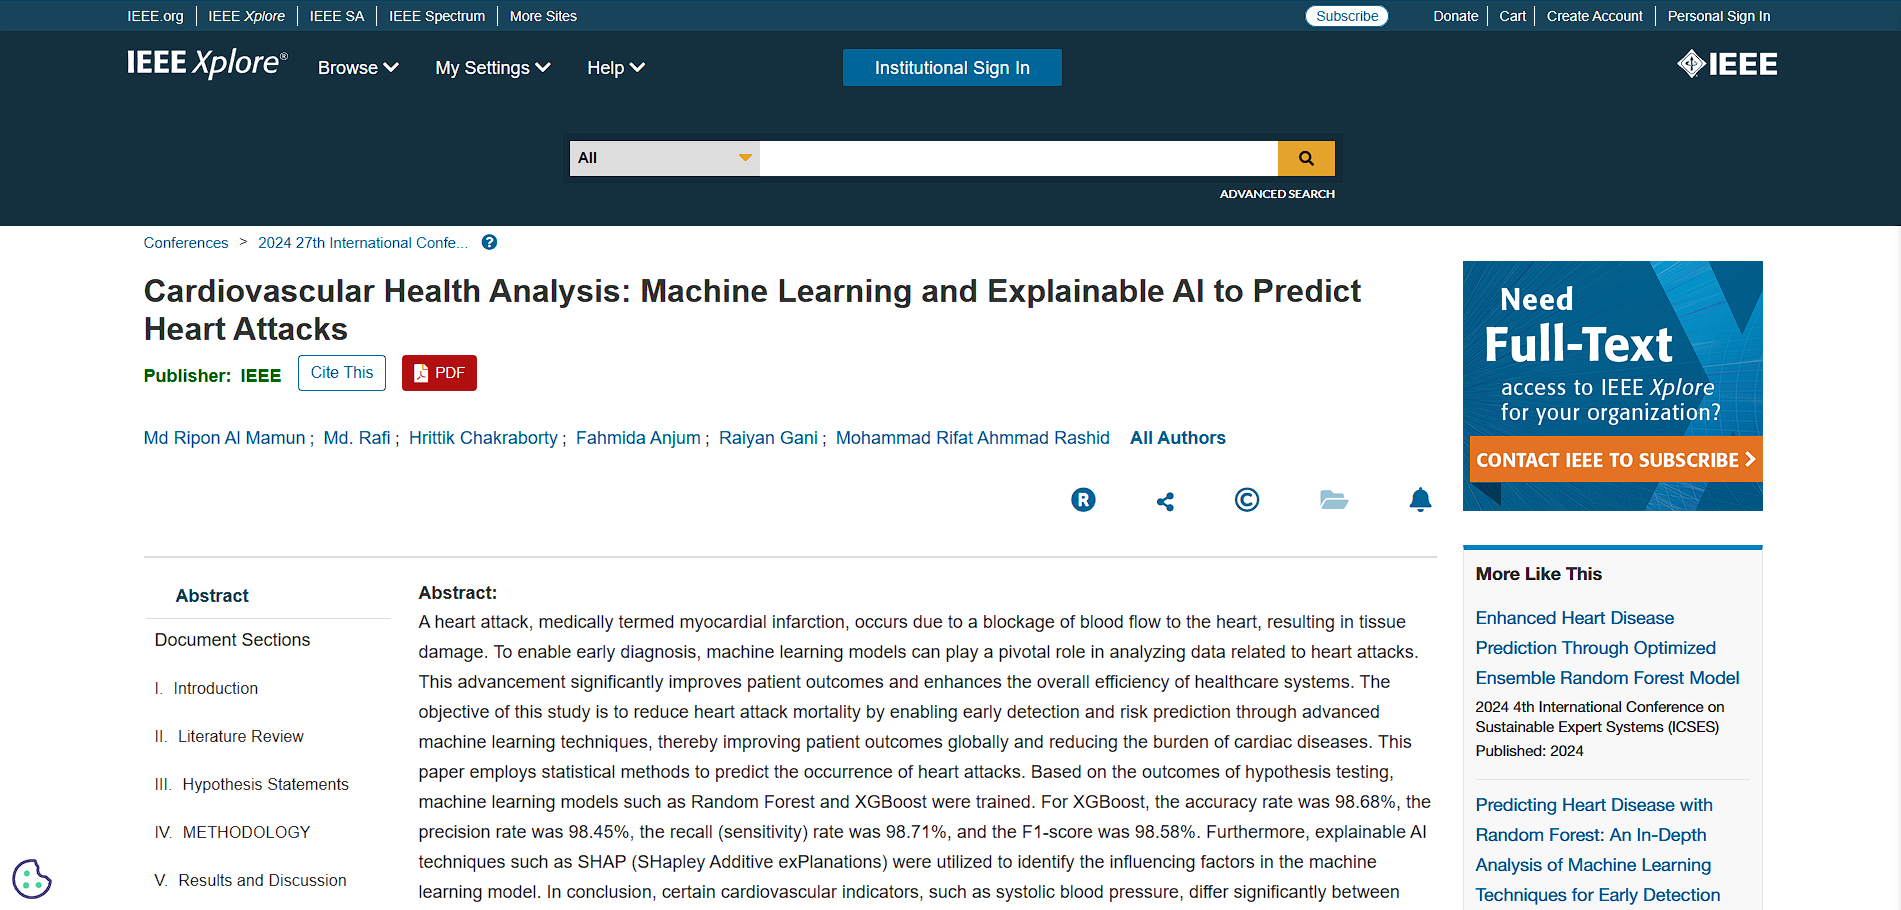 IEEE.org IEEE Xplore IEEE SA IEEE Spectrum More Sites Subscribe Donate Cart Create Account Personal Sign In
IEEE Xplore® Browse My Settings Help Institutional Sign In IEEE
All
ADVANCED SEARCH
Conferences > 2024 27th International Confe... ?
Cardiovascular Health Analysis: Machine Learning and Explainable AI to Predict
Heart Attacks
Publisher: IEEE Cite This PDF
Md Ripon Al Mamun ; Md. Rafi ; Hrittik Chakraborty ; Fahmida Anjum ; Raiyan Gani ; Mohammad Rifat Ahmmad Rashid All Authors
R ©
Need
Full-Text
access to IEEE Xplore
for your organization?
CONTACT IEEE TO SUBSCRIBE >
Abstract
Document Sections
I. Introduction
II. Literature Review
III. Hypothesis Statements
IV. METHODOLOGY
V. Results and Discussion
Abstract:
A heart attack, medically termed myocardial infarction, occurs due to a blockage of blood flow to the heart, resulting in tissue
damage. To enable early diagnosis, machine learning models can play a pivotal role in analyzing data related to heart attacks.
This advancement significantly improves patient outcomes and enhances the overall efficiency of healthcare systems. The
objective of this study is to reduce heart attack mortality by enabling early detection and risk prediction through advanced
machine learning techniques, thereby improving patient outcomes globally and reducing the burden of cardiac diseases. This
paper employs statistical methods to predict the occurrence of heart attacks. Based on the outcomes of hypothesis testing,
machine learning models such as Random Forest and XGBoost were trained. For XGBoost, the accuracy rate was 98.68%, the
precision rate was 98.45%, the recall (sensitivity) rate was 98.71%, and the F1-score was 98.58%. Furthermore, explainable AI
techniques such as SHAP (SHapley Additive exPlanations) were utilized to identify the influencing factors in the machine
learning model. In conclusion, certain cardiovascular indicators, such as systolic blood pressure, differ significantly between
More Like This
Enhanced Heart Disease
Prediction Through Optimized
Ensemble Random Forest Model
2024 4th International Conference on
Sustainable Expert Systems (ICSES)
Published: 2024
Predicting Heart Disease with
Random Forest: An In-Depth
Analysis of Machine Learning
Techniques for Early Detection